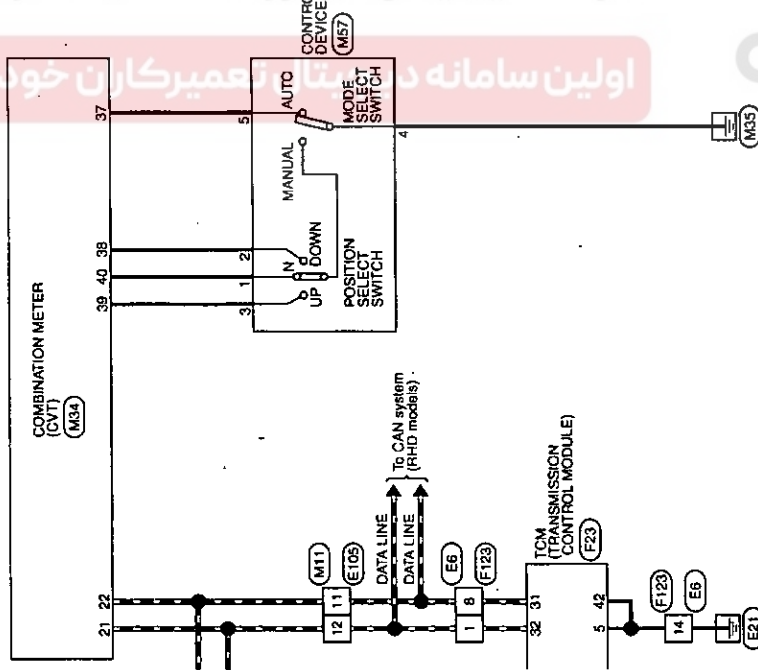 CONTRO
DEVICE
M57
اولین سامانه دیجیتال تعمیرکاران خود
COMBINATION METER
(CVT)
M34
39 40 38 37
3 1 2 5
UP
N
DOWN
MANUAL
AUTO
POSITION
SELECT
SWITCH
MODE
SELECT
SWITCH
4
M35
21 22
M11
12 11
E105
DATA LINE
DATA LINE
To CAN system
(RHD models)
E6
1 8
F123
32 31
TCM
(TRANSMISSION
CONTROL MODULE)
F23
5 42
F123
14
E6
E21